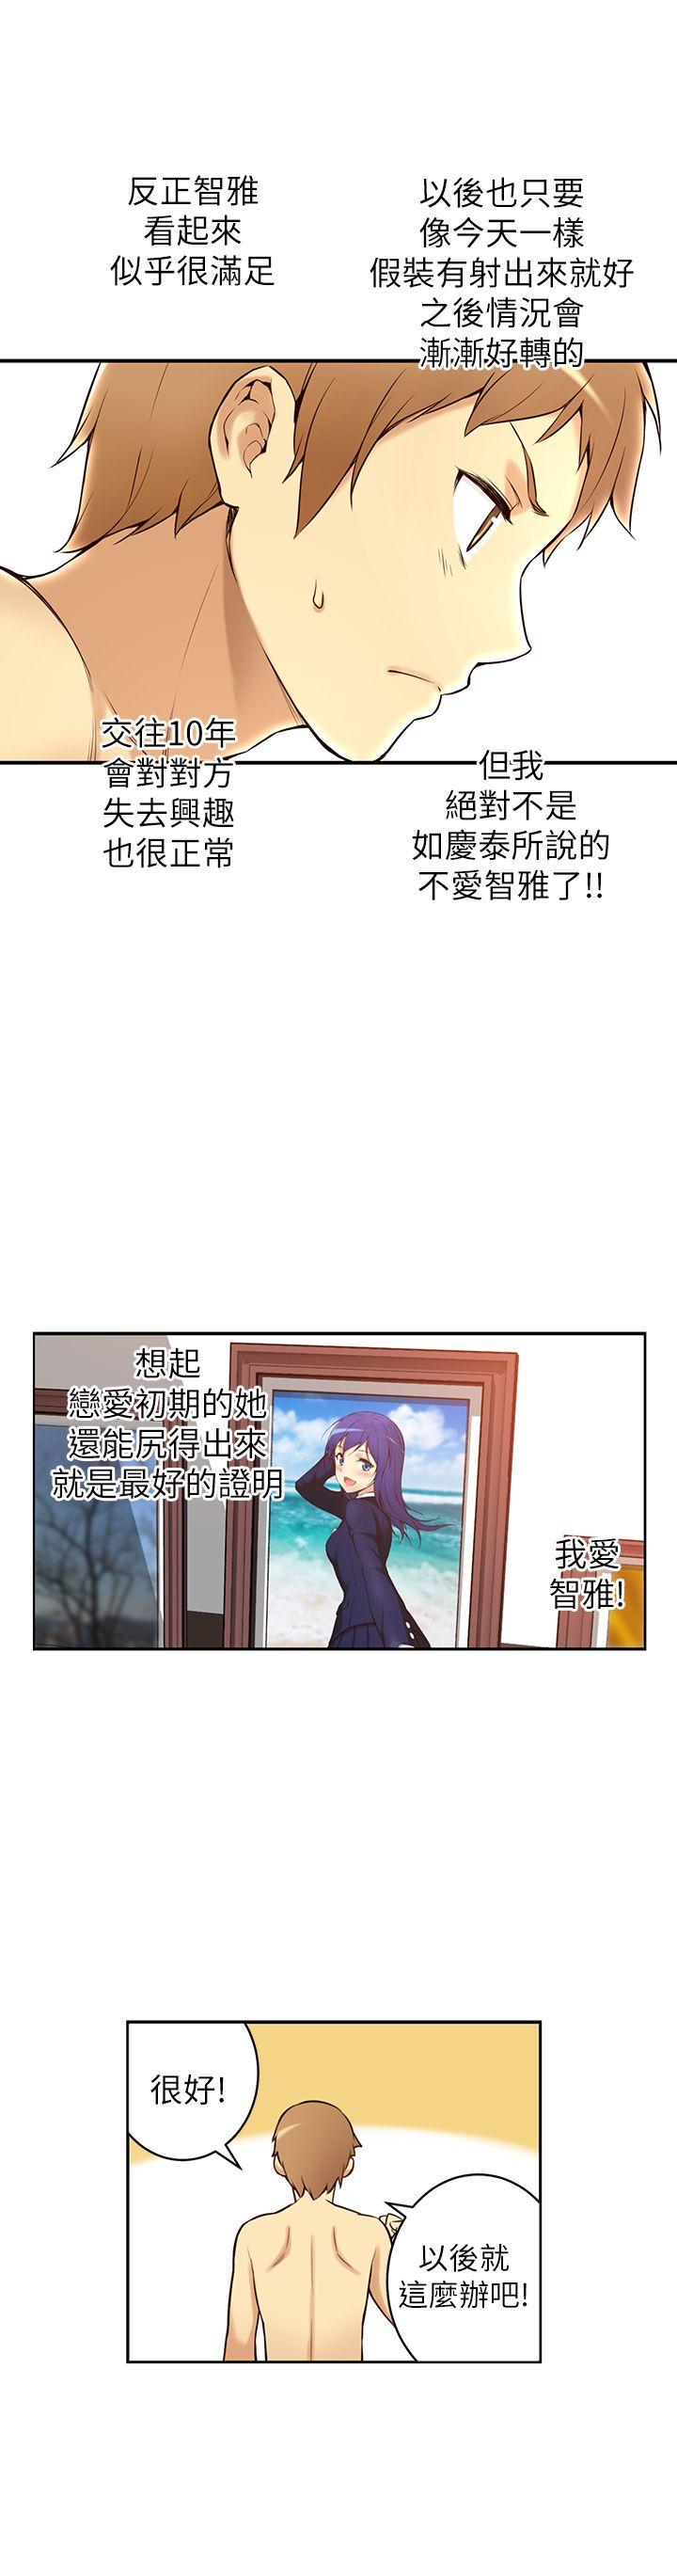 反正智雅
看起來
似乎很滿足
以後也只要
像今天一樣
假裝有射出來就好
之後情況會
漸漸好轉的
交往10年
會對對方
失去興趣
也很正常
但我
絕對不是
如慶泰所說的
不愛智雅了!!
想起
戀愛初期的她
還能尻得出來
就是最好的證明
我愛
智雅!
很好!
以後就
這麼辦吧!